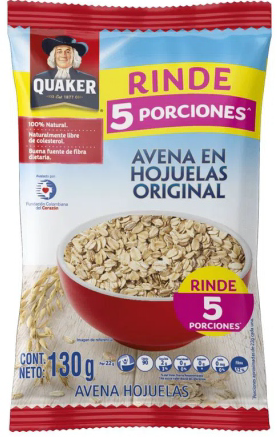 QUAKER
RINDE
5 PORCIONES^
100% Natural.
Naturalmente libre
de colesterol.
Buena fuente de fibra
dietaria.
AVENA EN
HOJUELAS
ORIGINAL
Fundación Colombiana
del Corazón
RINDE
5
PORCIONES^
CONT.
NETO: 130g
AVENA HOJUELAS